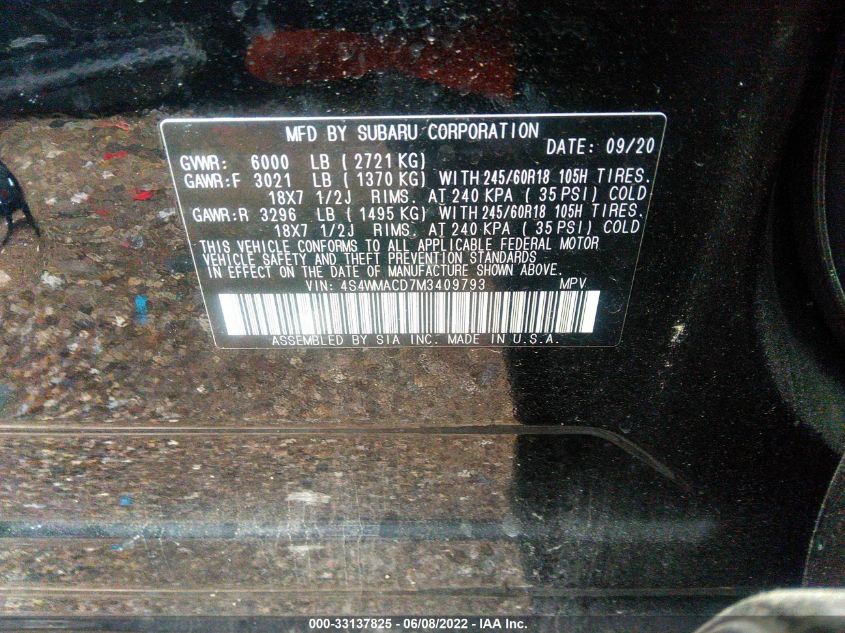 MFD BY SUBARU CORPORATION
DATE: 09/20
GVWR: 6000 LB ( 2721 KG)
GAWR:F 3021 LB ( 1370 KG) WITH 245/60R18 105H TIRES.
18X7 1/2J RIMS. AT 240 KPA ( 35 PSI) COLD
GAWR:R 3296 LB ( 1495 KG) WITH 245/60R18 105H TIRES.
18X7 1/2J RIMS. AT 240 KPA ( 35 PSI) COLD
THIS VEHICLE CONFORMS TO ALL APPLICABLE FEDERAL MOTOR
VEHICLE SAFETY AND THEFT PREVENTION STANDARDS
IN EFFECT ON THE DATE OF MANUFACTURE SHOWN ABOVE.
VIN: 4S4WMACD7M3409793 MPV
ASSEMBLED BY SIA INC. MADE IN U.S.A.
000-33137825 - 06/08/2022 - IAA Inc.